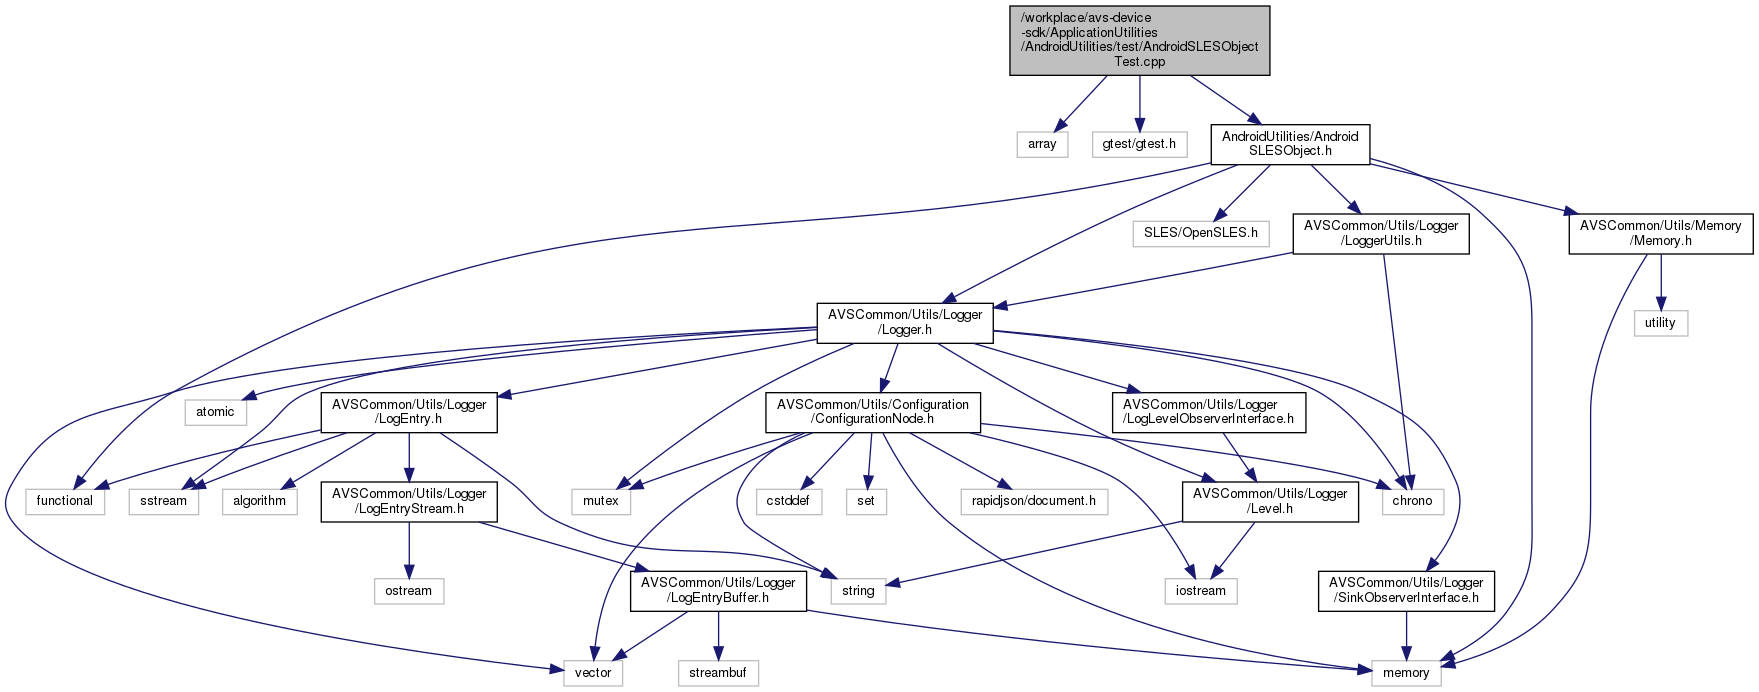 /workplace/avs-device
-sdk/ApplicationUtilities
/AndroidUtilities/test/AndroidSLESObject
Test.cpp
array
gtest/gtest.h
AndroidUtilities/Android
SLESObject.h
SLES/OpenSLES.h
AVSCommon/Utils/Logger
/LoggerUtils.h
AVSCommon/Utils/Memory
/Memory.h
AVSCommon/Utils/Logger
/Logger.h
utility
atomic
AVSCommon/Utils/Logger
/LogEntry.h
AVSCommon/Utils/Configuration
/ConfigurationNode.h
AVSCommon/Utils/Logger
/LogLevelObserverInterface.h
functional
sstream
algorithm
AVSCommon/Utils/Logger
/LogEntryStream.h
mutex
cstddef
set
rapidjson/document.h
AVSCommon/Utils/Logger
/Level.h
chrono
ostream
AVSCommon/Utils/Logger
/LogEntryBuffer.h
string
iostream
AVSCommon/Utils/Logger
/SinkObserverInterface.h
vector
streambuf
memory